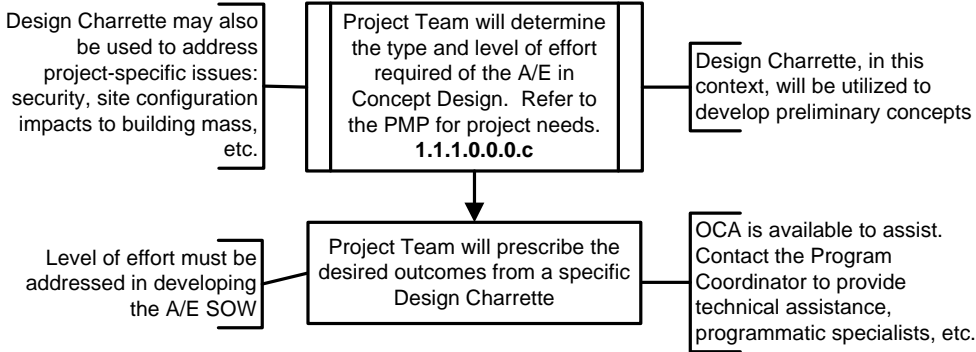 Design Charrette may also
be used to address
project-specific issues:
security, site configuration
impacts to building mass,
etc.
Project Team will determine
the type and level of effort
required of the A/E in
Concept Design.  Refer to
the PMP for project needs.
1.1.1.0.0.0.c
Design Charrette, in this
context, will be utilized to
develop preliminary concepts
Level of effort must be
addressed in developing
the A/E SOW
Project Team will prescribe the
desired outcomes from a specific
Design Charrette
OCA is available to assist.
Contact the Program
Coordinator to provide
technical assistance,
programmatic specialists, etc.